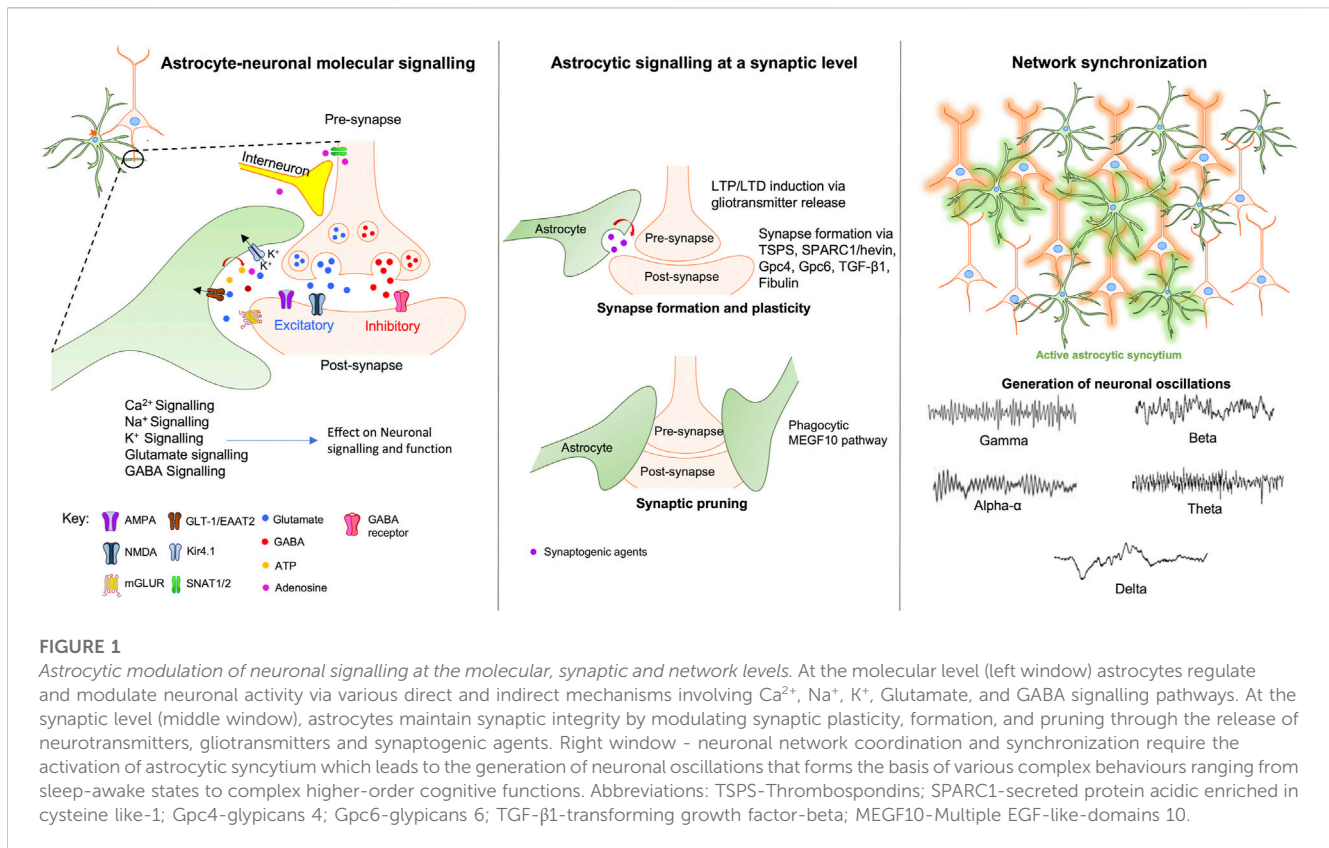 Astrocyte-neuronal molecular signalling
Pre-synapse
Interneuron
K⁺
K⁺
Excitatory
Inhibitory
Post-synapse
Ca²⁺ Signalling
Na⁺ Signalling
K⁺ Signalling
Glutamate signalling
GABA Signalling
Effect on Neuronal
signalling and function
Key:
AMPA
GLT-1/EAAT2
Glutamate
GABA
receptor
NMDA
Kir4.1
GABA
ATP
mGLUR
SNAT1/2
Adenosine
Astrocytic signalling at a synaptic level
LTP/LTD induction via
gliotransmitter release
Astrocyte
Pre-synapse
Post-synapse
Synapse formation via
TSPS, SPARC1/hevin,
Gpc4, Gpc6, TGF-β1,
Fibulin
Synapse formation and plasticity
Astrocyte
Pre-synapse
Post-synapse
Phagocytic
MEGF10 pathway
Synaptic pruning
Synaptogenic agents
Network synchronization
Active astrocytic syncytium
Generation of neuronal oscillations
Gamma
Beta
Alpha-α
Theta
Delta
FIGURE 1
Astrocytic modulation of neuronal signalling at the molecular, synaptic and network levels. At the molecular level (left window) astrocytes regulate
and modulate neuronal activity via various direct and indirect mechanisms involving Ca²⁺, Na⁺, K⁺, Glutamate, and GABA signalling pathways. At the
synaptic level (middle window), astrocytes maintain synaptic integrity by modulating synaptic plasticity, formation, and pruning through the release of
neurotransmitters, gliotransmitters and synaptogenic agents. Right window - neuronal network coordination and synchronization require the
activation of astrocytic syncytium which leads to the generation of neuronal oscillations that forms the basis of various complex behaviours ranging from
sleep-awake states to complex higher-order cognitive functions. Abbreviations: TSPS-Thrombospondins; SPARC1-secreted protein acidic enriched in
cysteine like-1; Gpc4-glypicans 4; Gpc6-glypicans 6; TGF-β1-transforming growth factor-beta; MEGF10-Multiple EGF-like-domains 10.